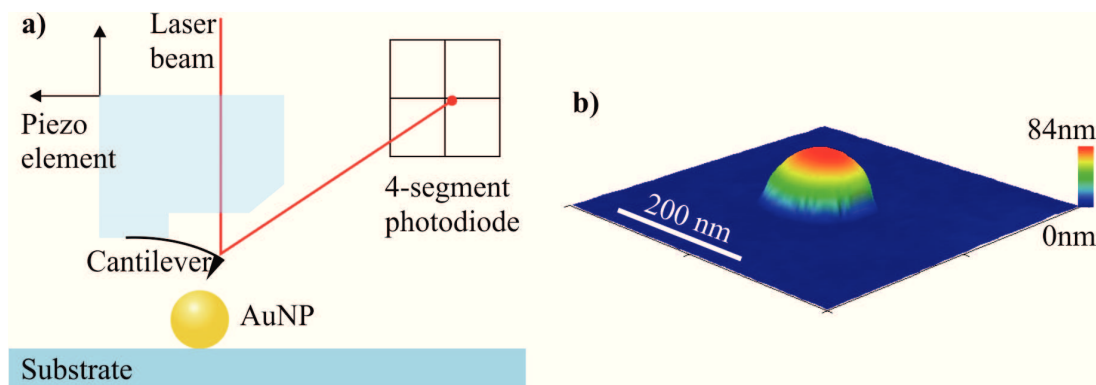 a)
Laser
beam
Piezo
element
4-segment
photodiode
Cantilever
AuNP
Substrate
b)
84nm
0nm
200 nm